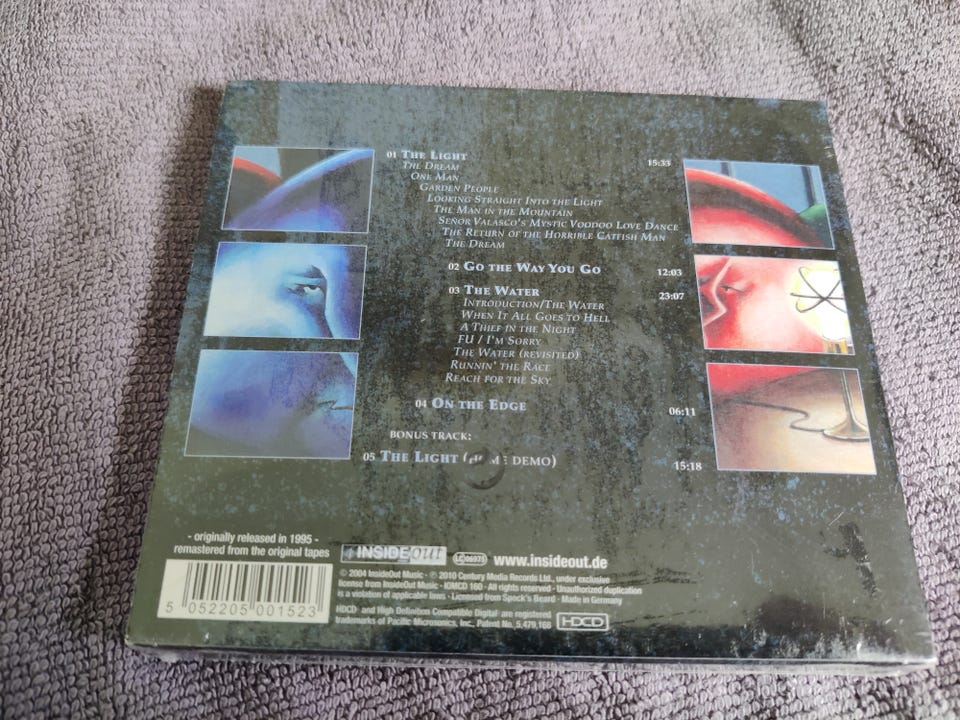 01 The Light 15:33
The Dream
One Man
Garden People
Looking Straight Into the Light
The Man in the Mountain
Señor Valasco's Mystic Voodoo Love Dance
The Return of the Horrible Catfish Man
The Dream
02 Go the Way You Go 12:03
03 The Water 23:07
Introduction/The Water
When It All Goes to Hell
A Thief in the Night
FU / I'm Sorry
The Water (revisited)
Runnin' the Race
Reach for the Sky
04 On the Edge 06:11
Bonus Track:
05 The Light (Home Demo) 15:18
- originally released in 1995 -
remastered from the original tapes
INSIDEOUT LC 06975 www.insideout.de
© 2004 InsideOut Music · ℗ 2010 Century Media Records Ltd., under exclusive
license from InsideOut Music · IOMCD 160 · All rights reserved · Unauthorized duplication
is a violation of applicable laws · Licensed from Spock's Beard · Made in Germany
HDCD® and High Definition Compatible Digital® are registered
trademarks of Pacific Microsonics, Inc., Patent No. 5,479,168 HDCD
5 052205 001523